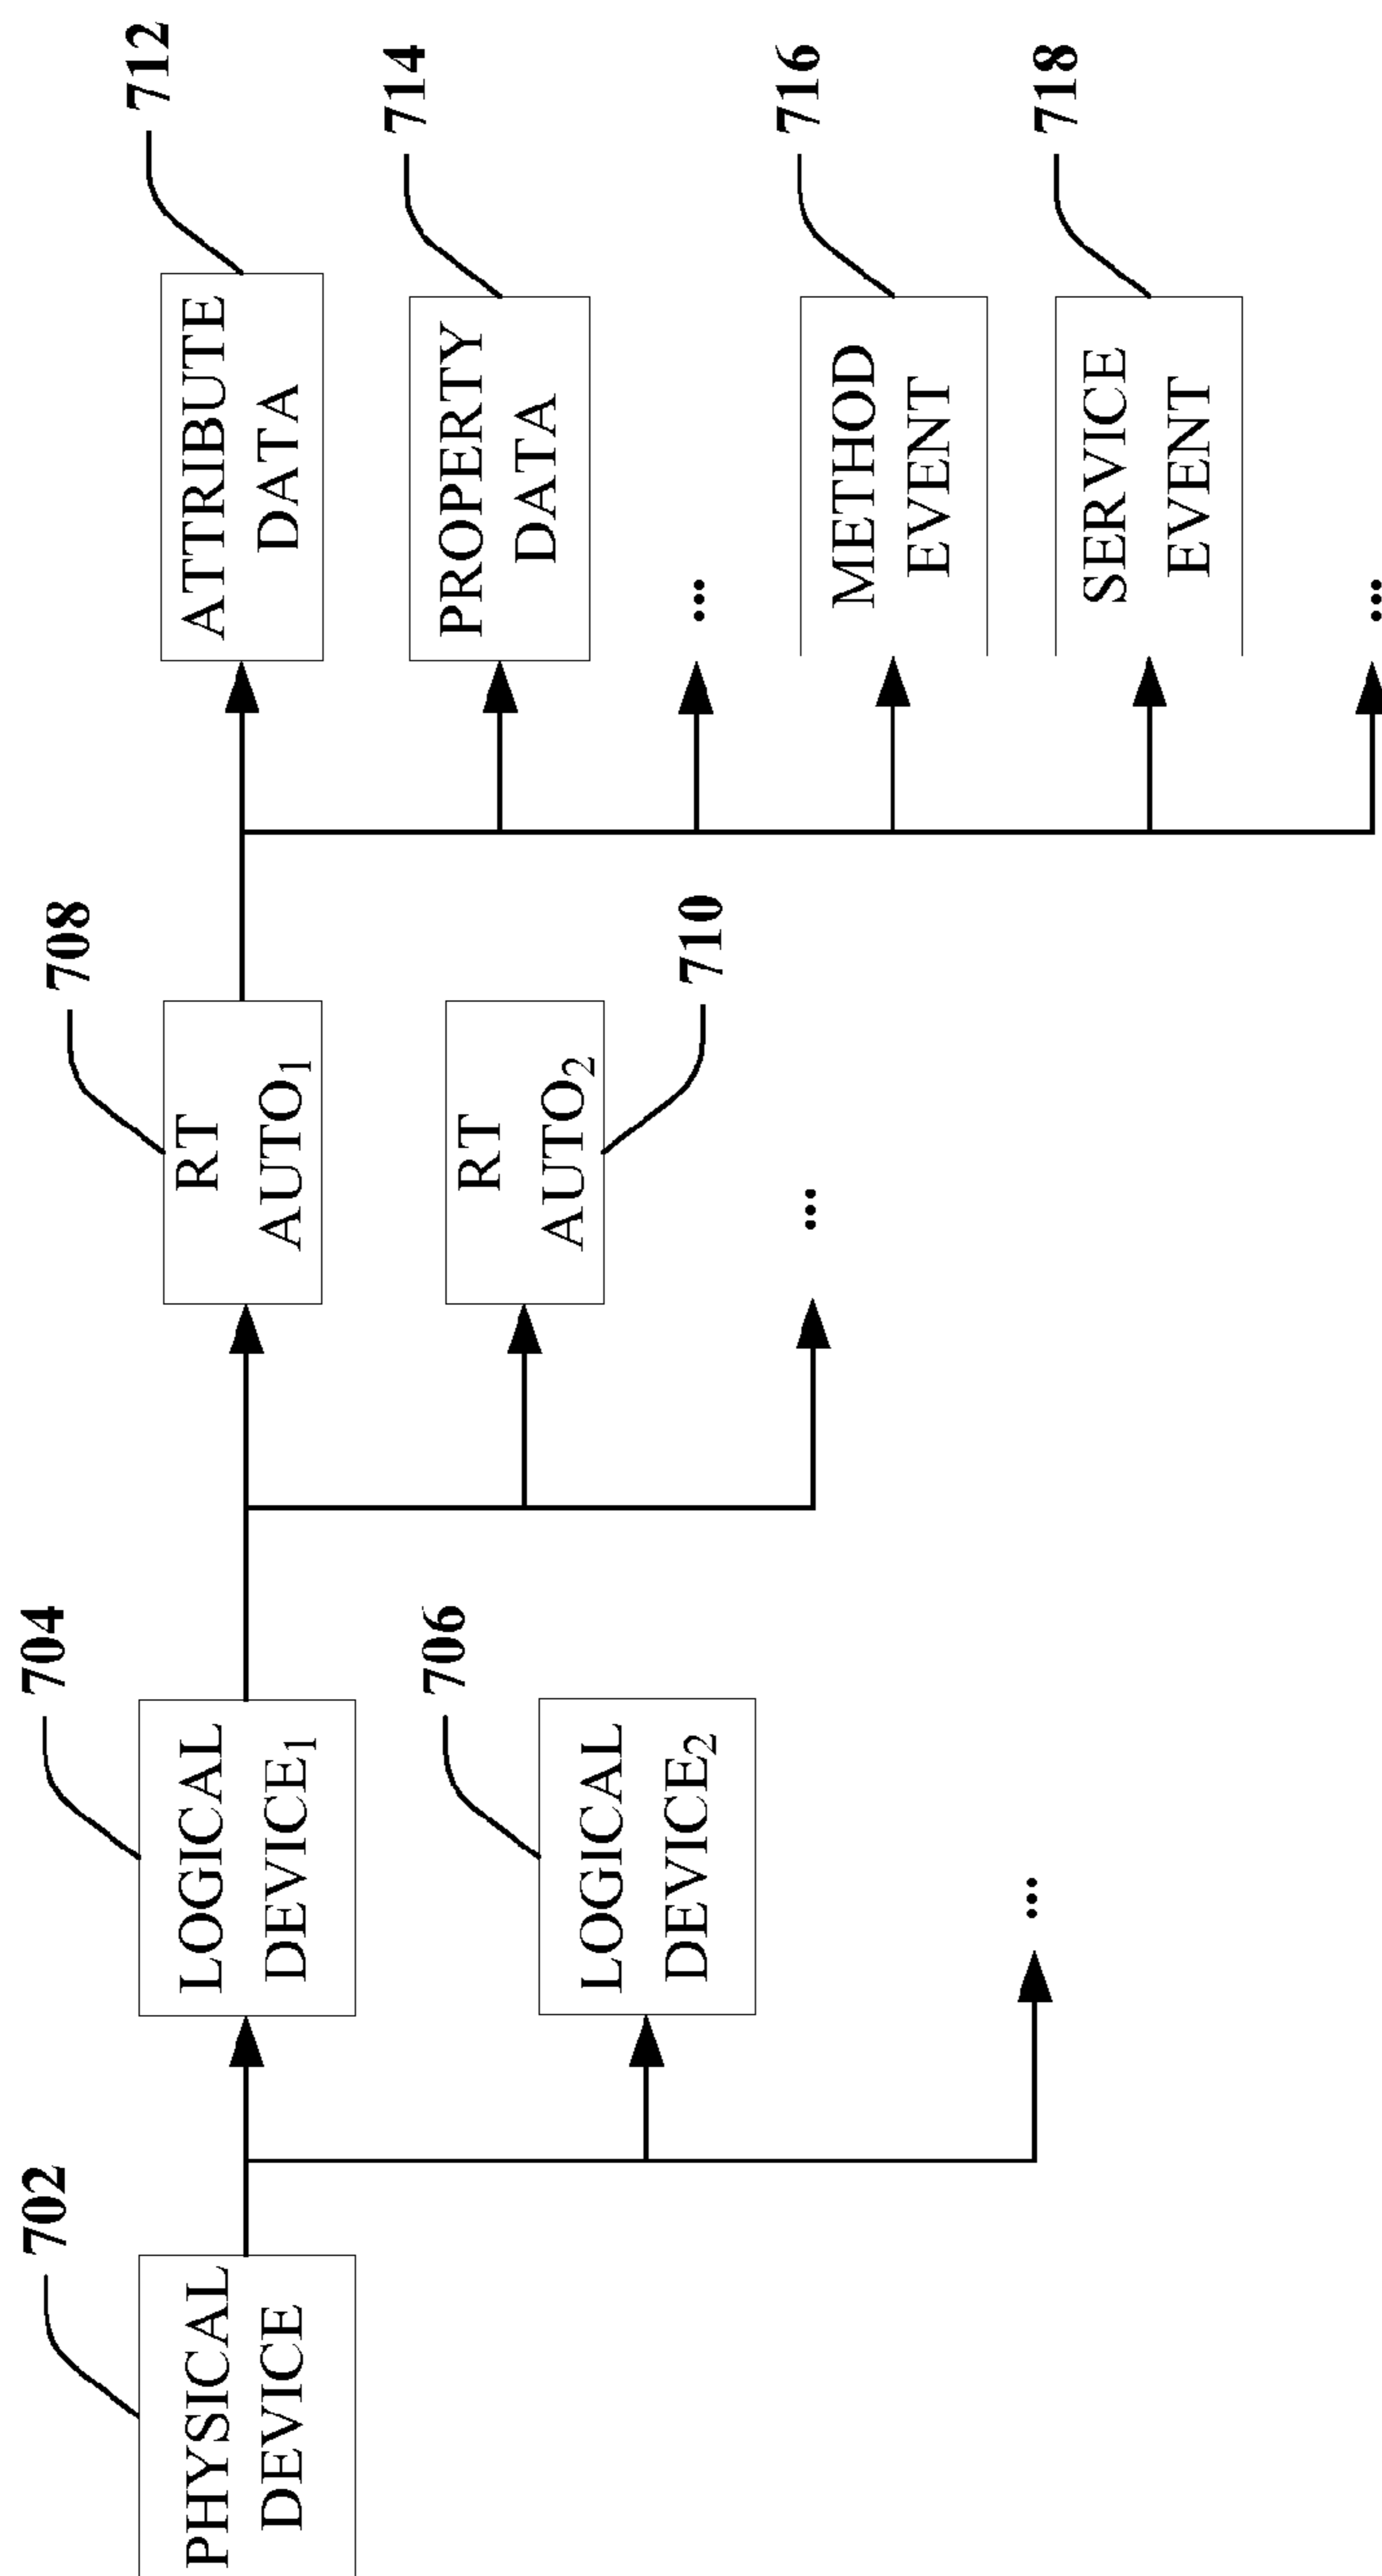 702
PHYSICAL
DEVICE
704
LOGICAL
DEVICE1
706
LOGICAL
DEVICE2
...
708
RT
AUTO1
RT
AUTO2
710
...
712
ATTRIBUTE
DATA
714
PROPERTY
DATA
...
716
METHOD
EVENT
718
SERVICE
EVENT
...